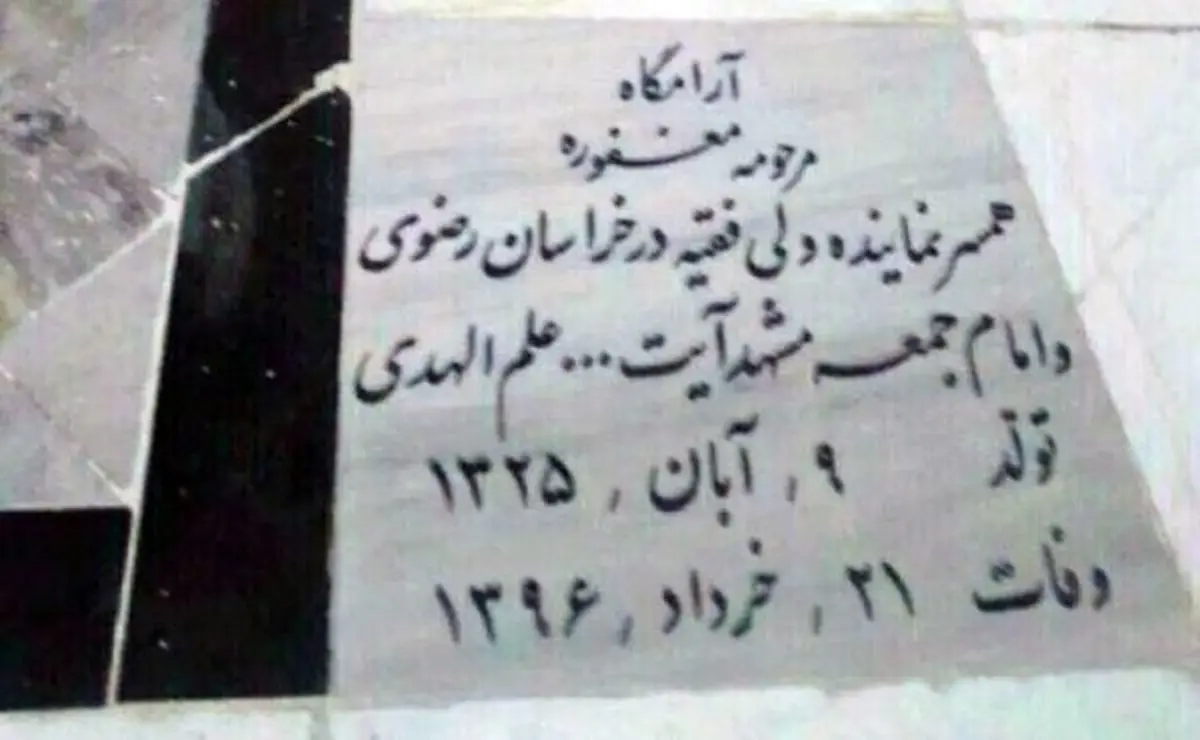 آرامگاه
مرحومه مغفوره
همسر نماینده ولی فقیه در خراسان رضوی
و امام جمعه مشهد آیت ... علم الهدی
تولد ۹ , آبان , ۱۳۲۵
وفات ۲۱ , خرداد , ۱۳۹۶